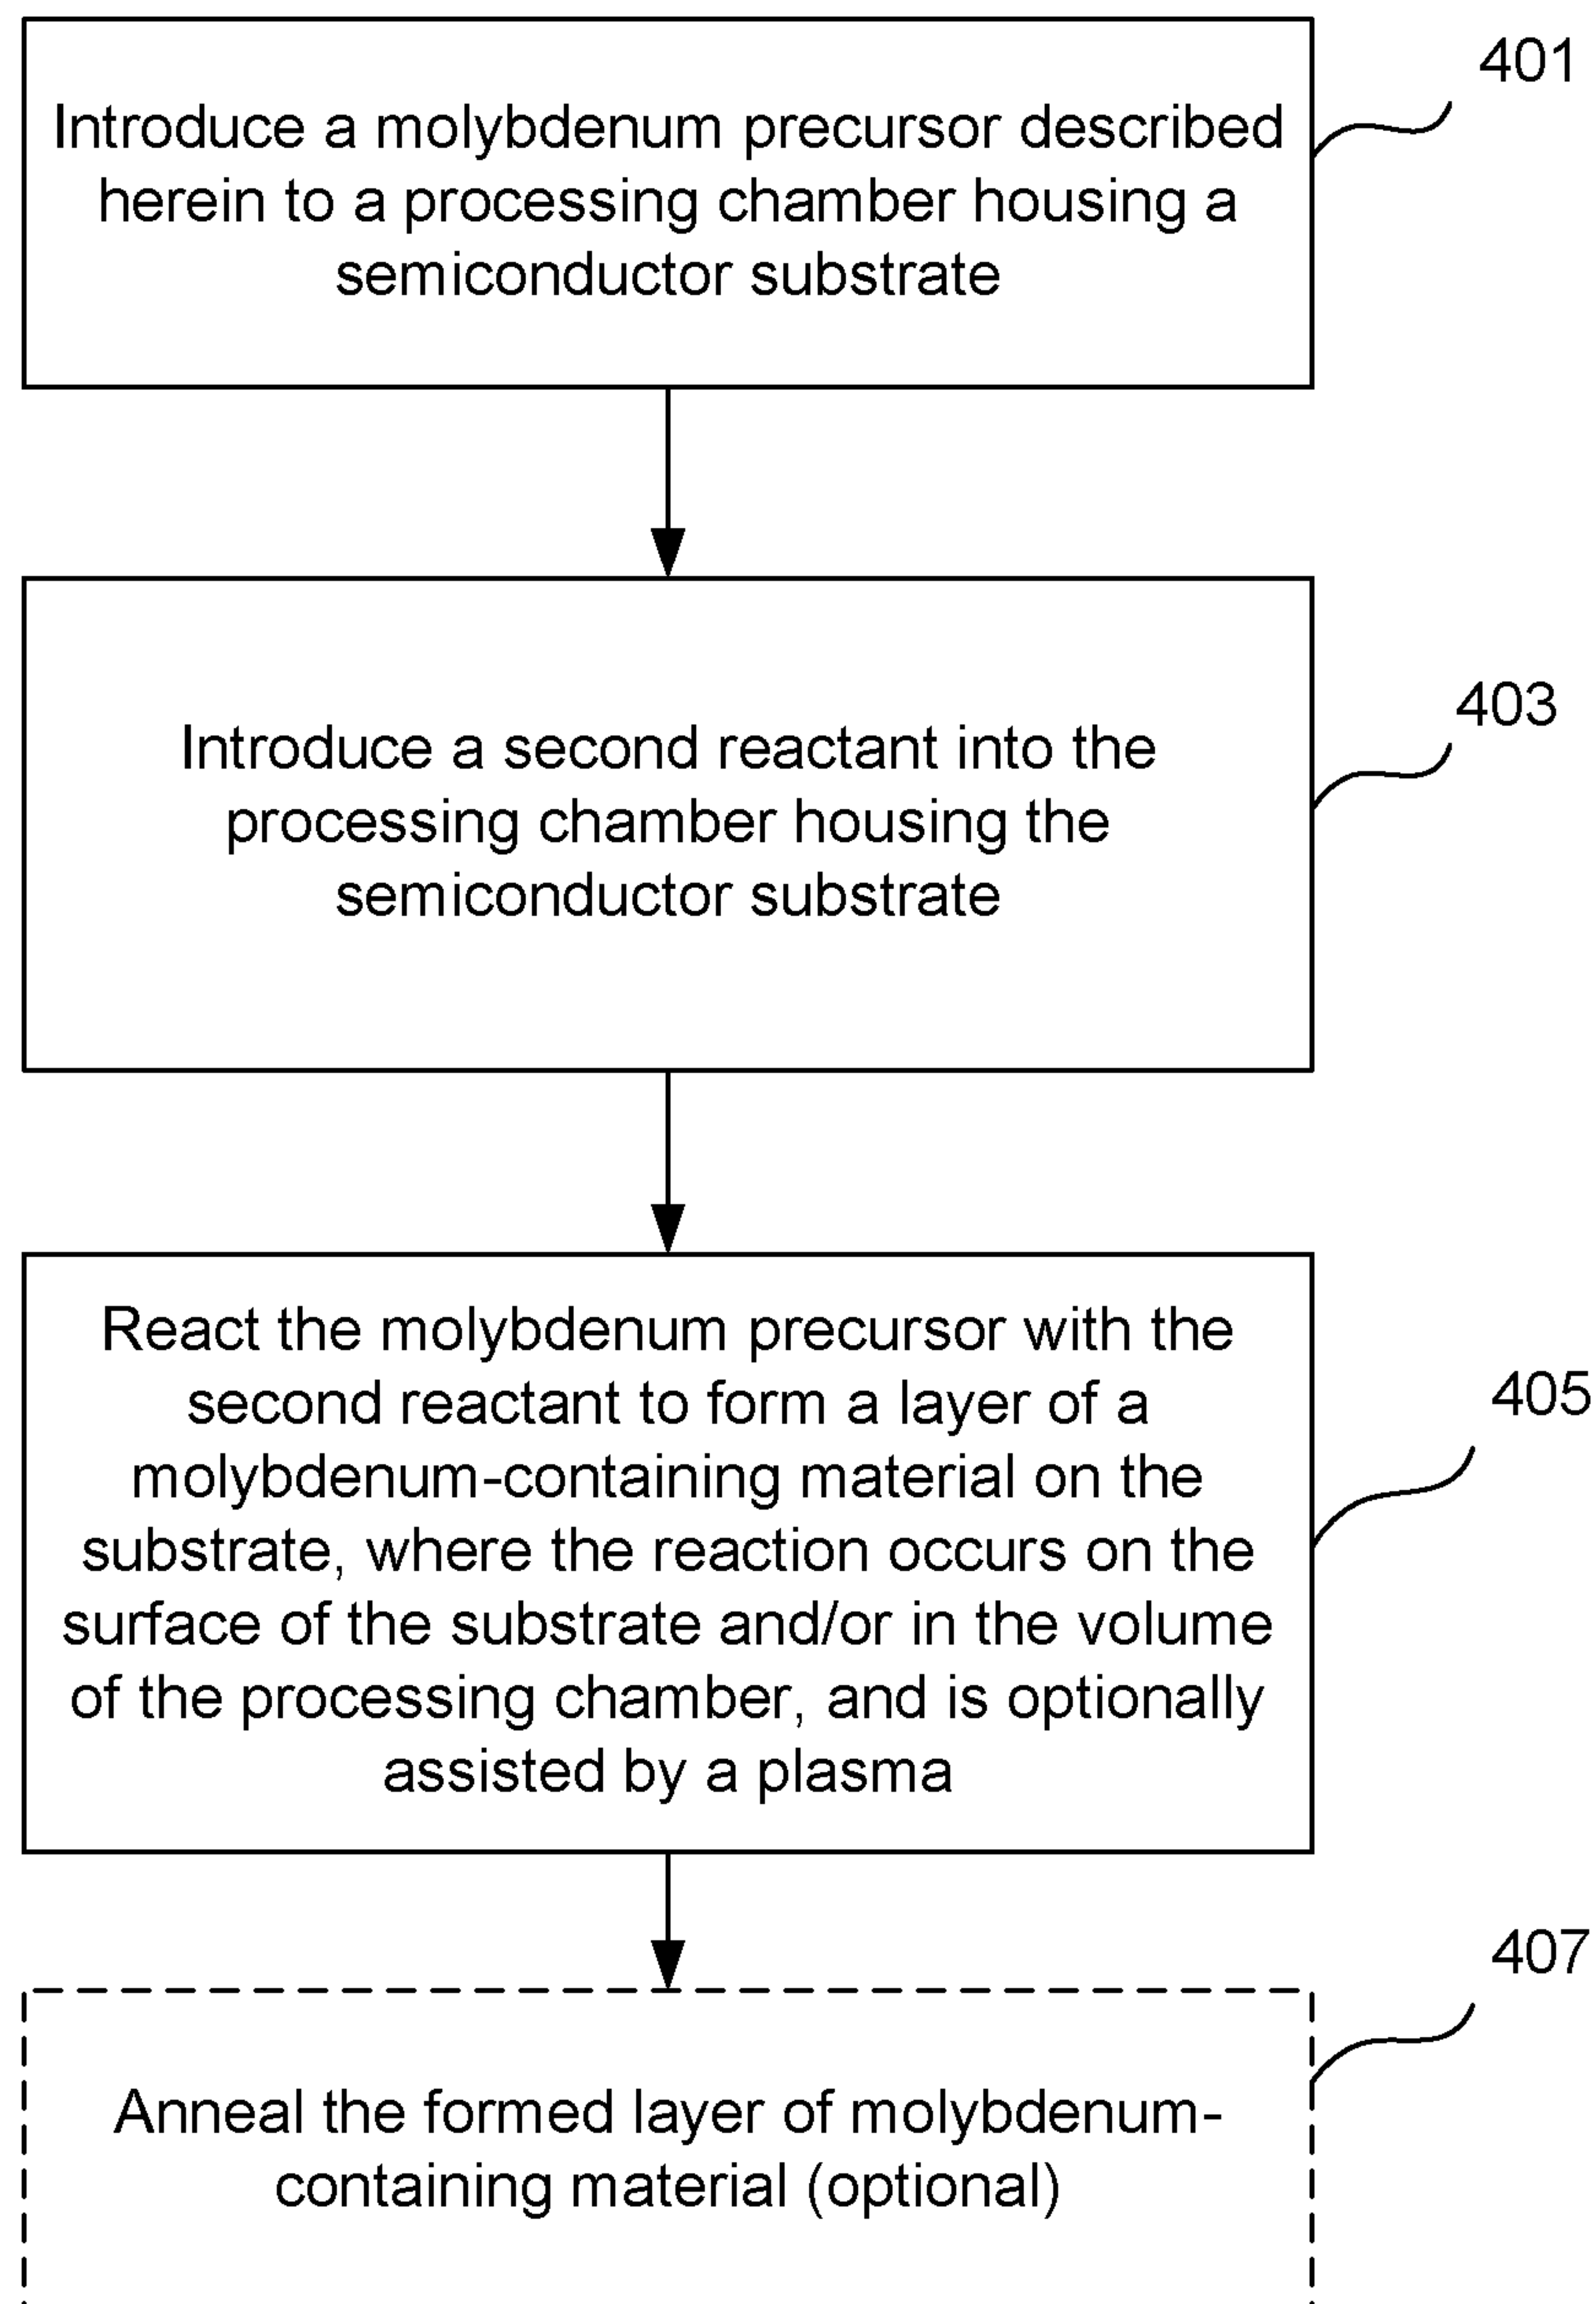 401
Introduce a molybdenum precursor described
herein to a processing chamber housing a
semiconductor substrate
403
Introduce a second reactant into the
processing chamber housing the
semiconductor substrate
405
React the molybdenum precursor with the
second reactant to form a layer of a
molybdenum-containing material on the
substrate, where the reaction occurs on the
surface of the substrate and/or in the volume
of the processing chamber, and is optionally
assisted by a plasma
407
Anneal the formed layer of molybdenum-
containing material (optional)